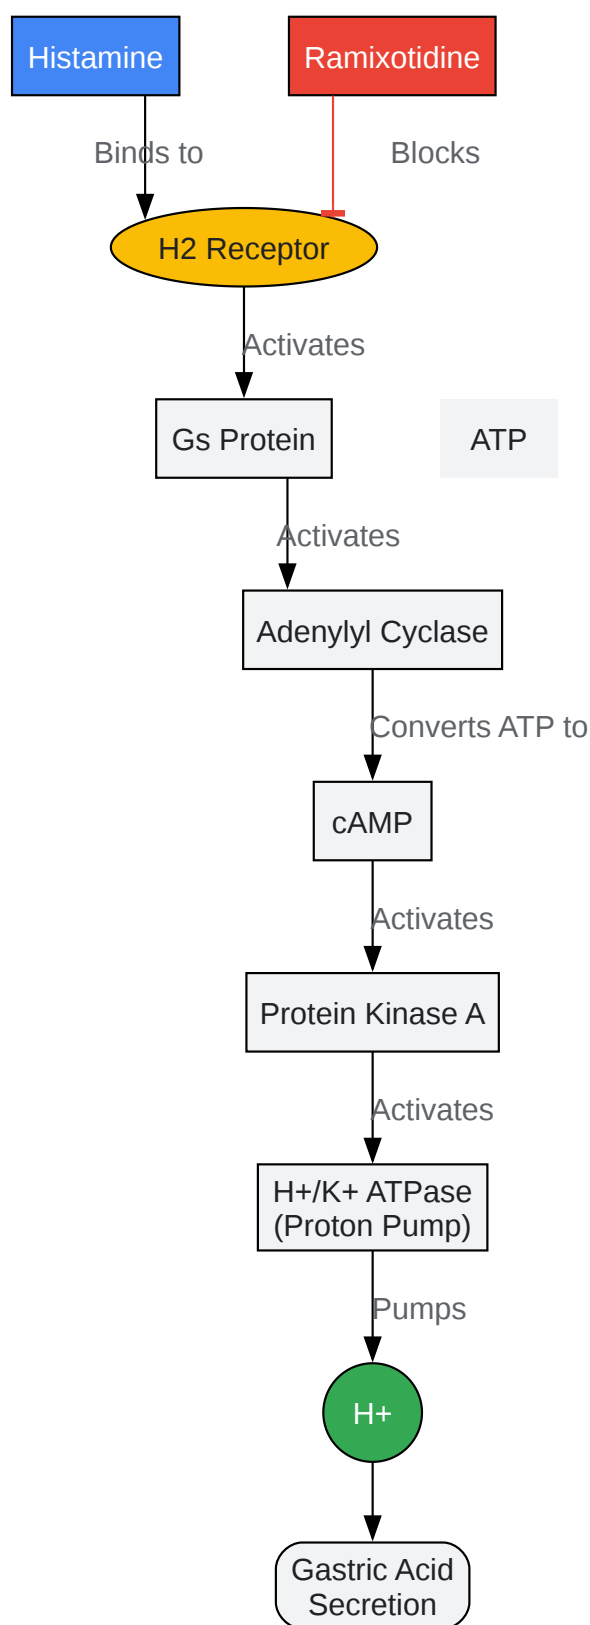 Histamine
Ramixotidine
Binds to
Blocks
H2 Receptor
Activates
Gs Protein
ATP
Activates
Adenylyl Cyclase
Converts ATP to
cAMP
Activates
Protein Kinase A
Activates
H+/K+ ATPase
(Proton Pump)
Pumps
H+
Gastric Acid
Secretion